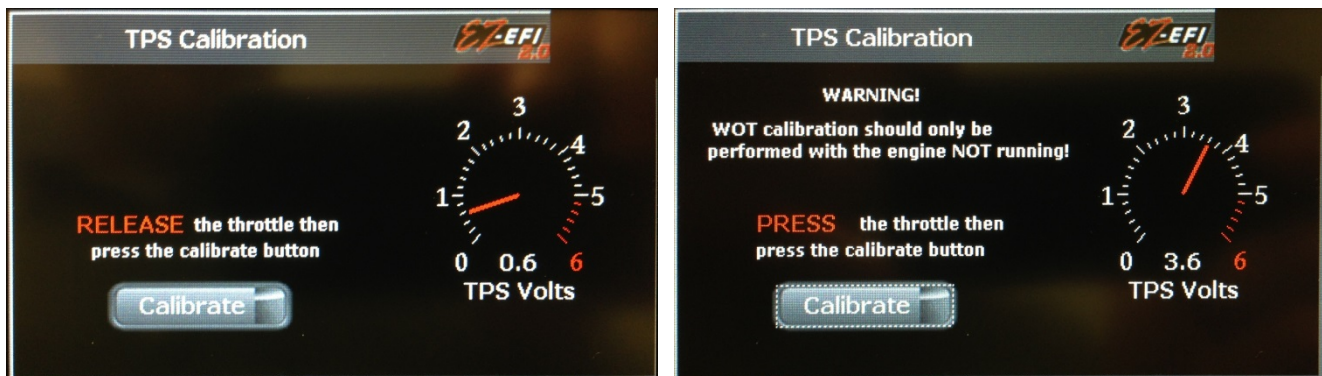 TPS Calibration
EZ-EFI
2.0
RELEASE the throttle then
press the calibrate button
Calibrate
0
1
2
3
4
5
6
0.6
TPS Volts
TPS Calibration
EZ-EFI
2.0
WARNING!
WOT calibration should only be
performed with the engine NOT running!
PRESS the throttle then
press the calibrate button
Calibrate
0
1
2
3
4
5
6
3.6
TPS Volts